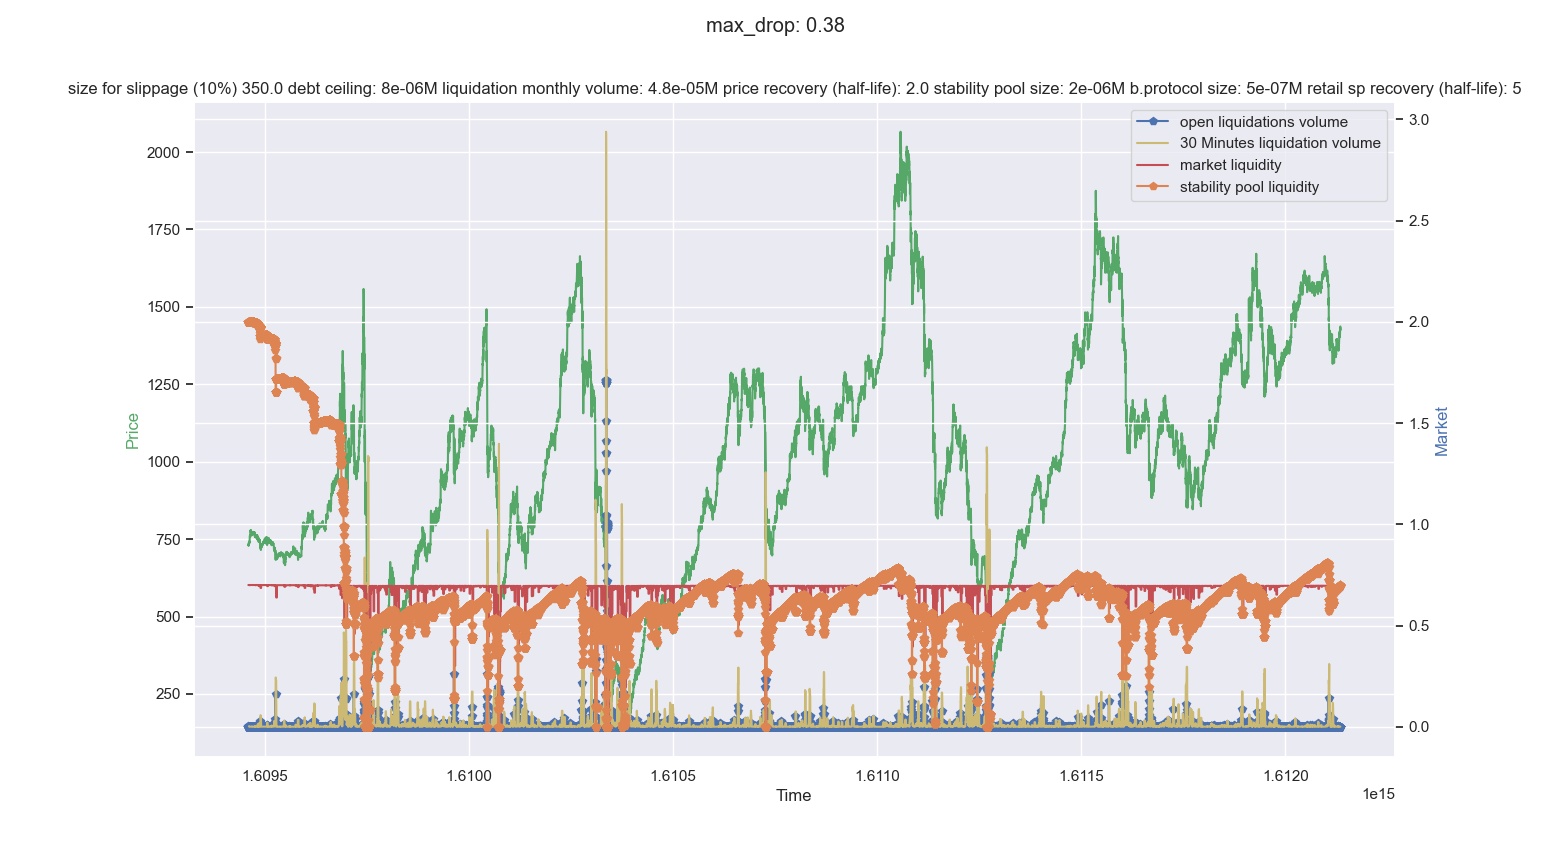 max_drop: 0.38
size for slippage (10%) 350.0 debt ceiling: 8e-06M liquidation monthly volume: 4.8e-05M price recovery (half-life): 2.0 stability pool size: 2e-06M b.protocol size: 5e-07M retail sp recovery (half-life): 5
open liquidations volume
30 Minutes liquidation volume
market liquidity
stability pool liquidity
Price
2000
1750
1500
1250
1000
750
500
250
3.0
2.5
2.0
1.5
1.0
0.5
0.0
Market
1.6095
1.6100
1.6105
1.6110
1.6115
1.6120
Time
1e15